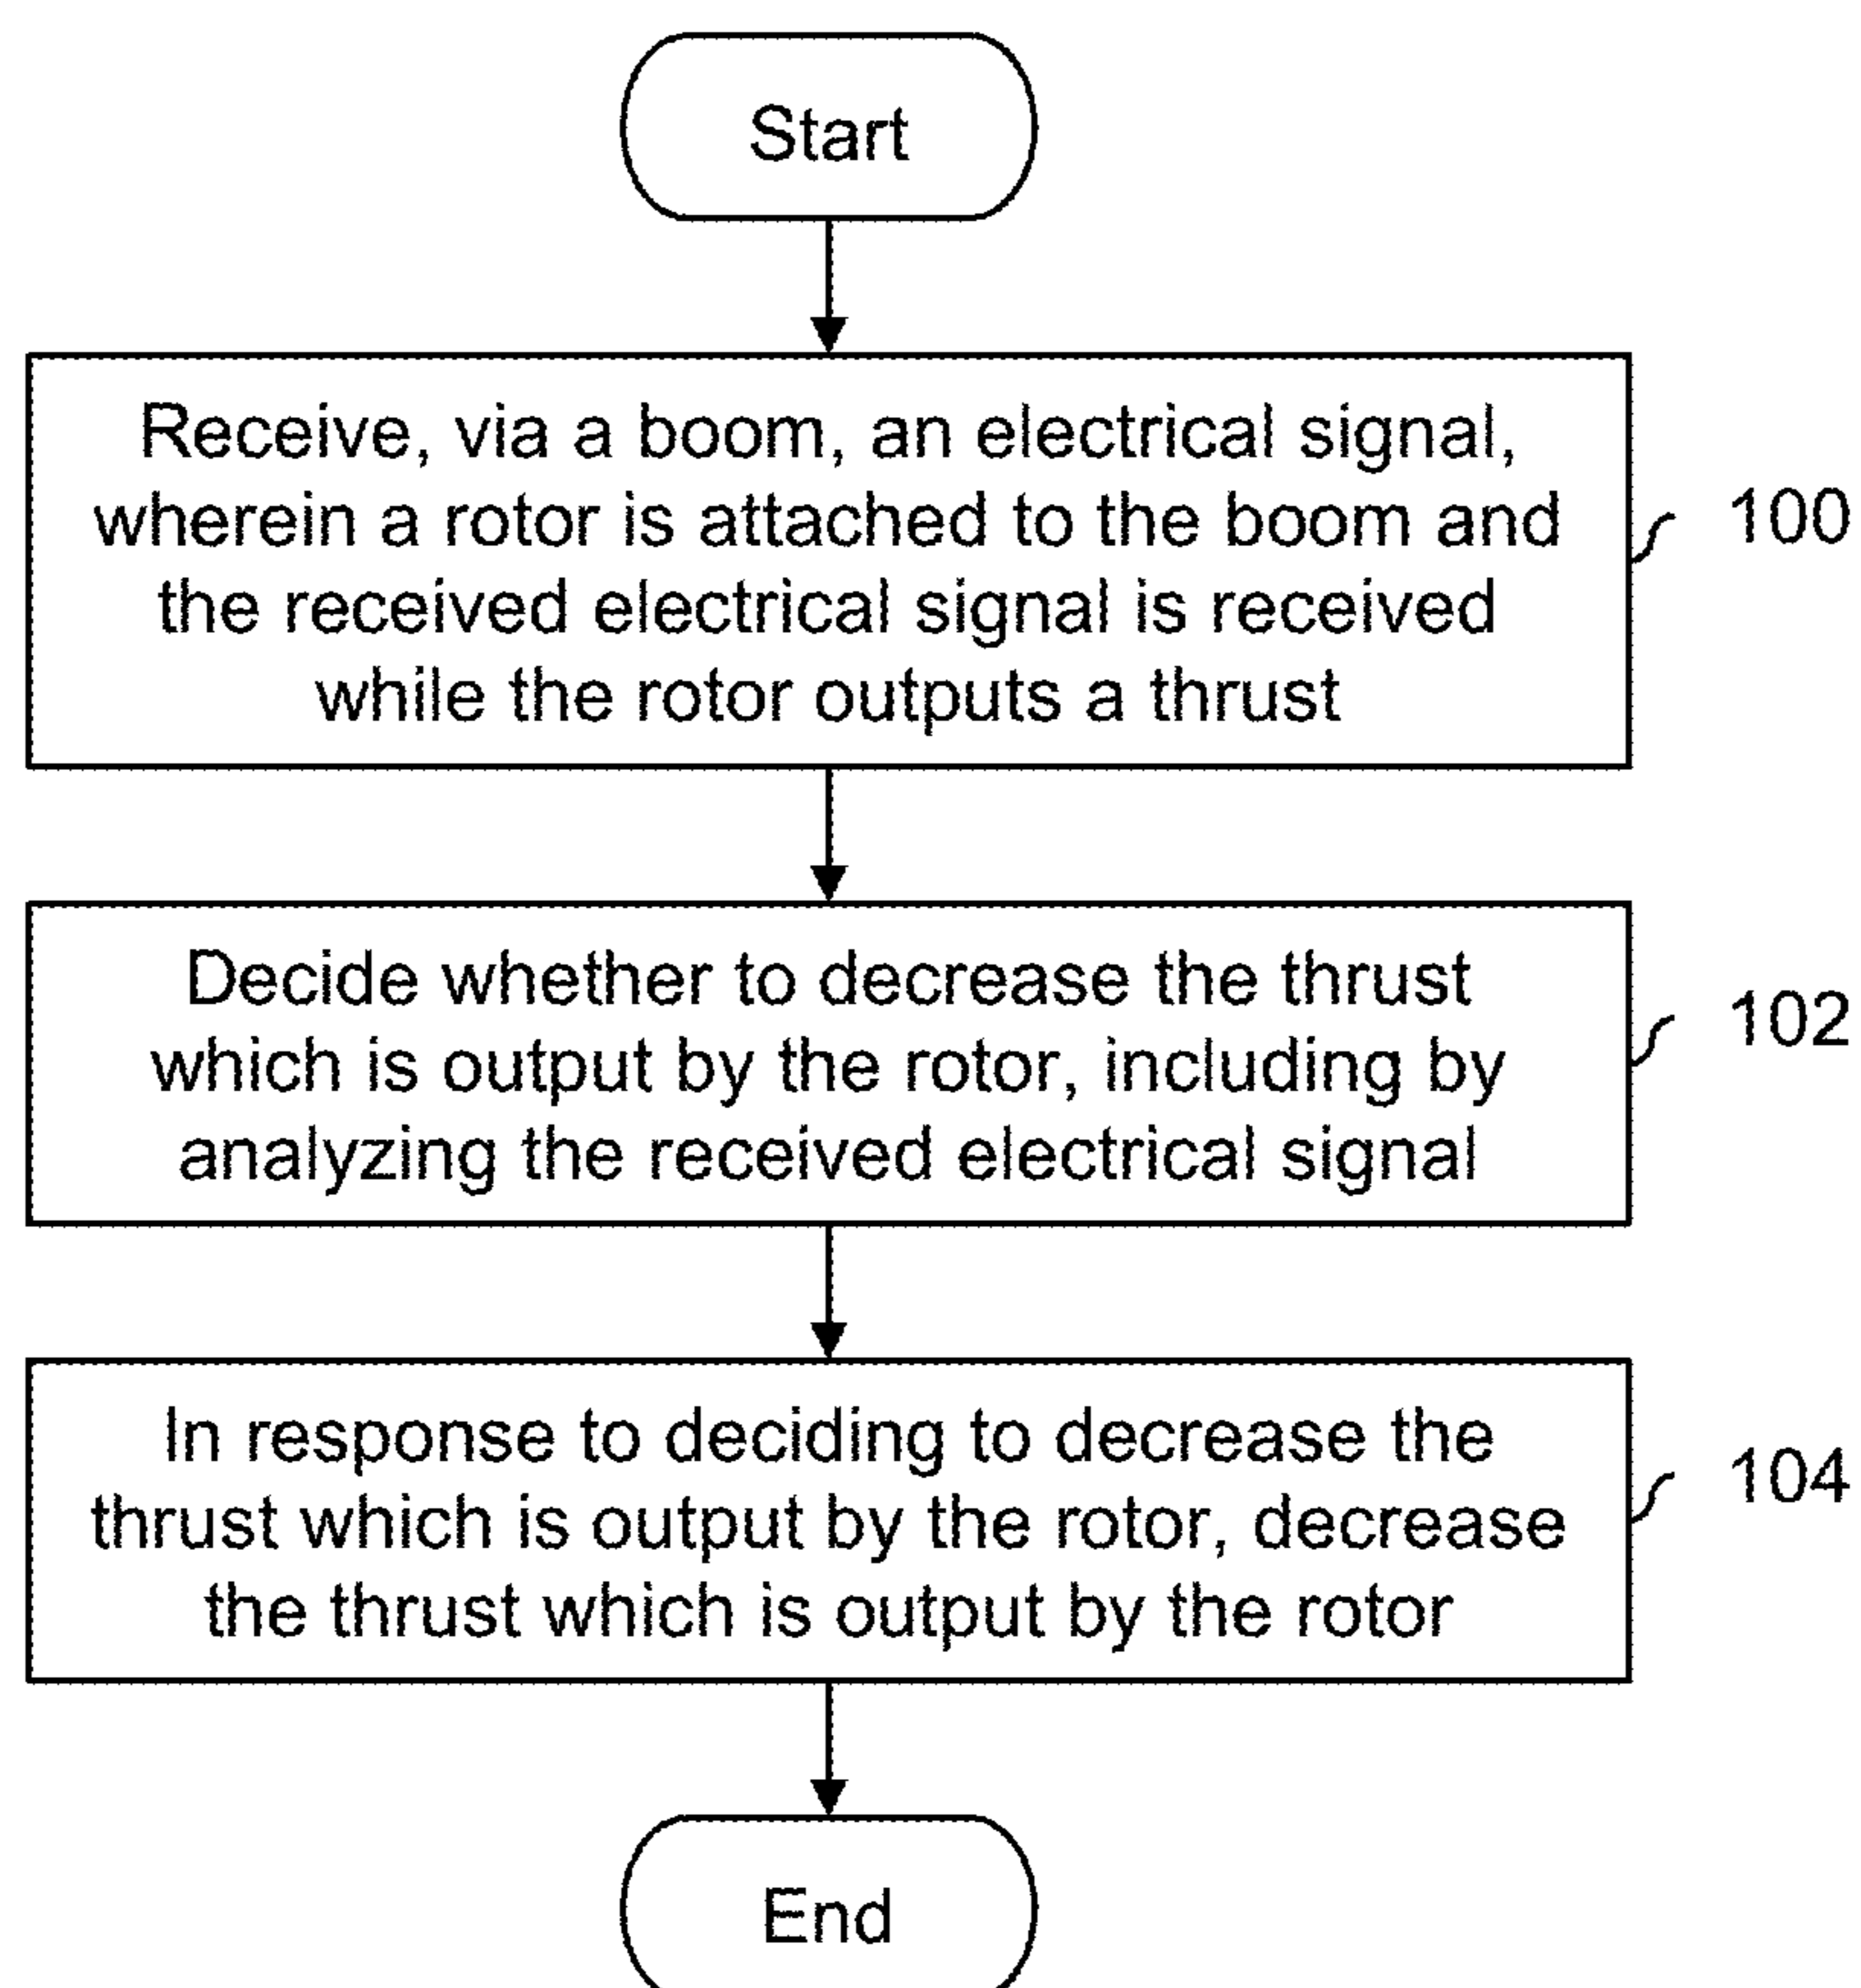 Start
Receive, via a boom, an electrical signal,
wherein a rotor is attached to the boom and
the received electrical signal is received
while the rotor outputs a thrust
100
Decide whether to decrease the thrust
which is output by the rotor, including by
analyzing the received electrical signal
102
In response to deciding to decrease the
thrust which is output by the rotor, decrease
the thrust which is output by the rotor
104
End